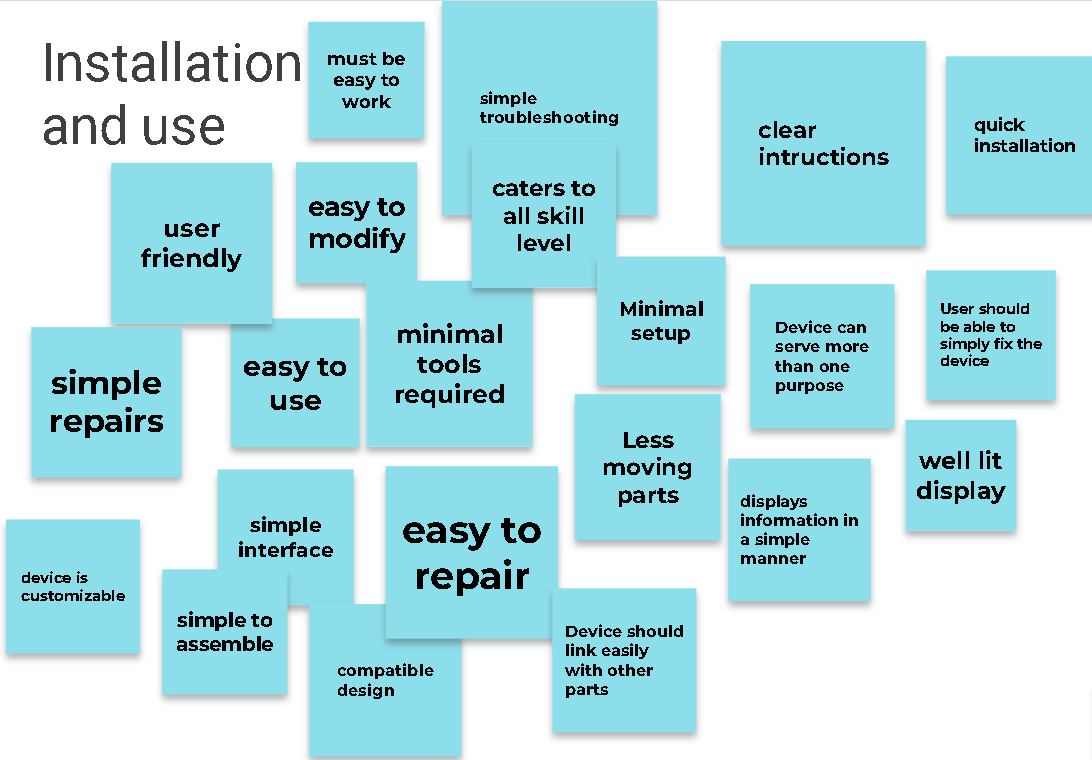 Installation
and use
must be
easy to
work
simple
troubleshooting
clear
intructions
quick
installation
user
friendly
easy to
modify
caters to
all skill
level
simple
repairs
easy to
use
minimal
tools
required
Minimal
setup
Device can
serve more
than one
purpose
User should
be able to
simply fix the
device
Less
moving
parts
well lit
display
displays
information in
a simple
manner
simple
interface
easy to
repair
device is
customizable
simple to
assemble
compatible
design
Device should
link easily
with other
parts